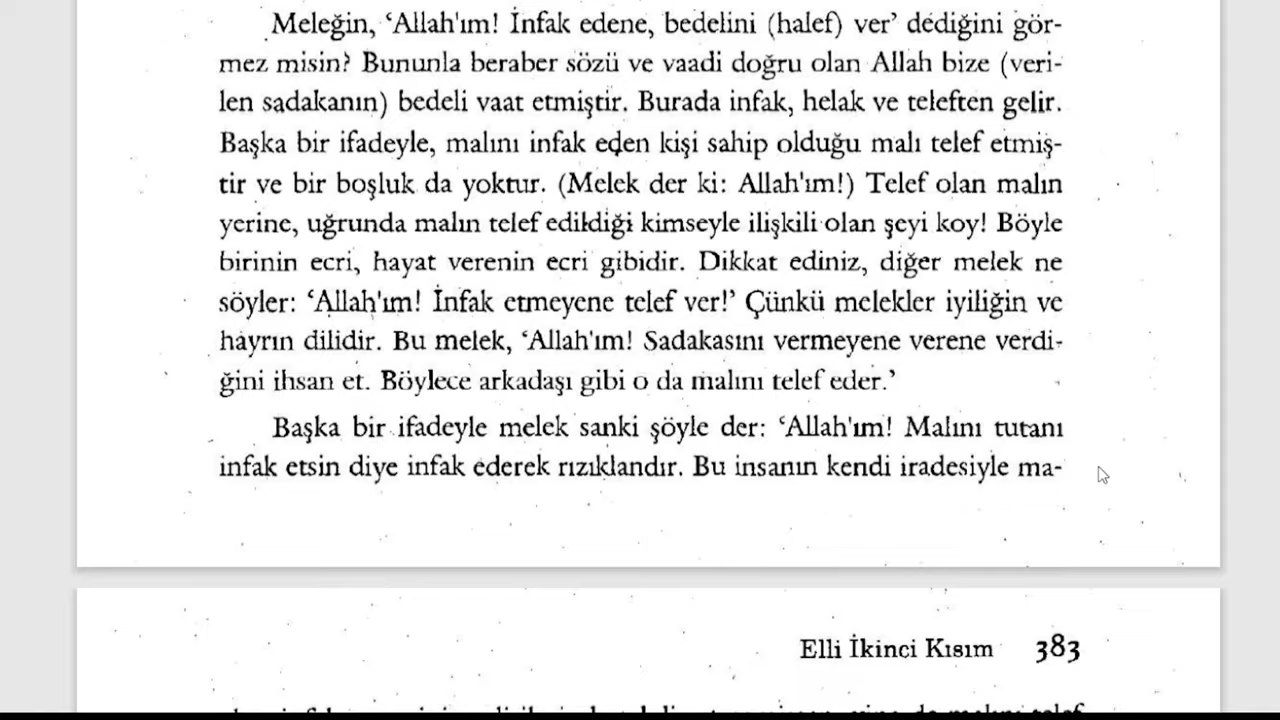 Meleğin, ‘Allah'ım! İnfak edene, bedelini (halef) ver’ dediğini gör-
mez misin? Bununla beraber sözü ve vaadi doğru olan Allah bize (veri-
len sadakanın) bedeli vaat etmiştir. Burada infak, helak ve teleften gelir.
Başka bir ifadeyle, malını infak eden kişi sahip olduğu malı telef etmiş-
tir ve bir boşluk da yoktur. (Melek der ki: Allah'ım!) Telef olan malın
yerine, uğrunda malın telef edildiği kimseyle ilişkili olan şeyi koy! Böyle
birinin ecri, hayat verenin ecri gibidir. Dikkat ediniz, diğer melek ne
söyler: ‘Allah'ım! İnfak etmeyene telef ver!’ Çünkü melekler iyiliğin ve
hayrın dilidir. Bu melek, ‘Allah'ım! Sadakasını vermeyene verene verdi-
ğini ihsan et. Böylece arkadaşı gibi o da malını telef eder.’
Başka bir ifadeyle melek sanki şöyle der: ‘Allah'ım! Malını tutanı
infak etsin diye infak ederek rızıklandır. Bu insanın kendi iradesiyle ma-
Elli İkinci Kısım 383